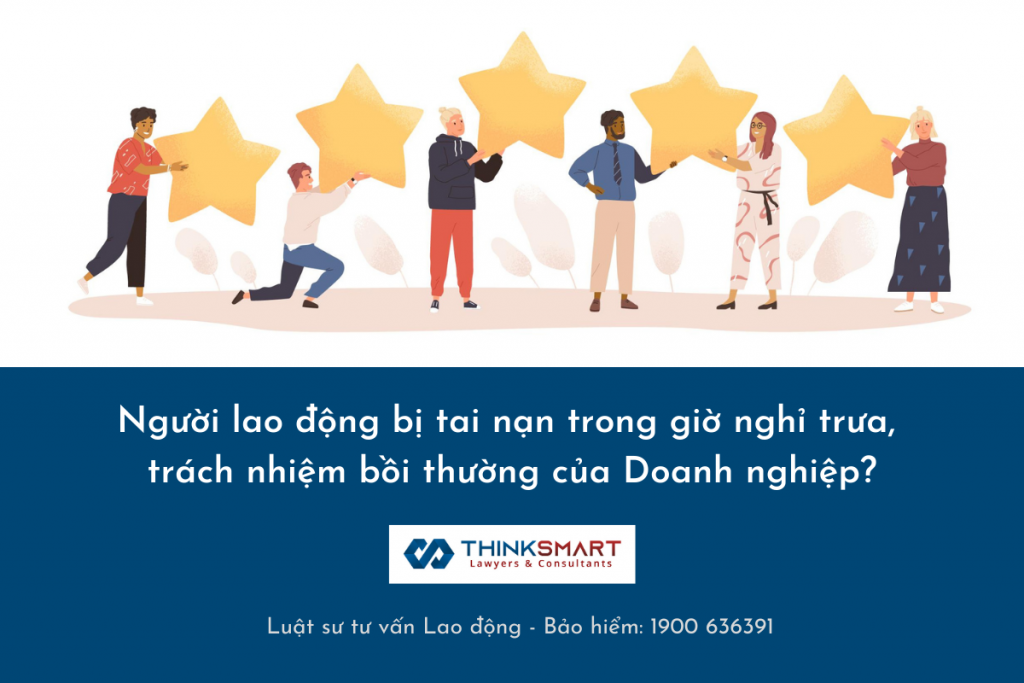 Người lao động bị tai nạn trong giờ nghỉ trưa,
trách nhiệm bồi thường của Doanh nghiệp?
THINKSMART
Lawyers & Consultants
Luật sư tư vấn Lao động - Bảo hiểm: 1900 636391